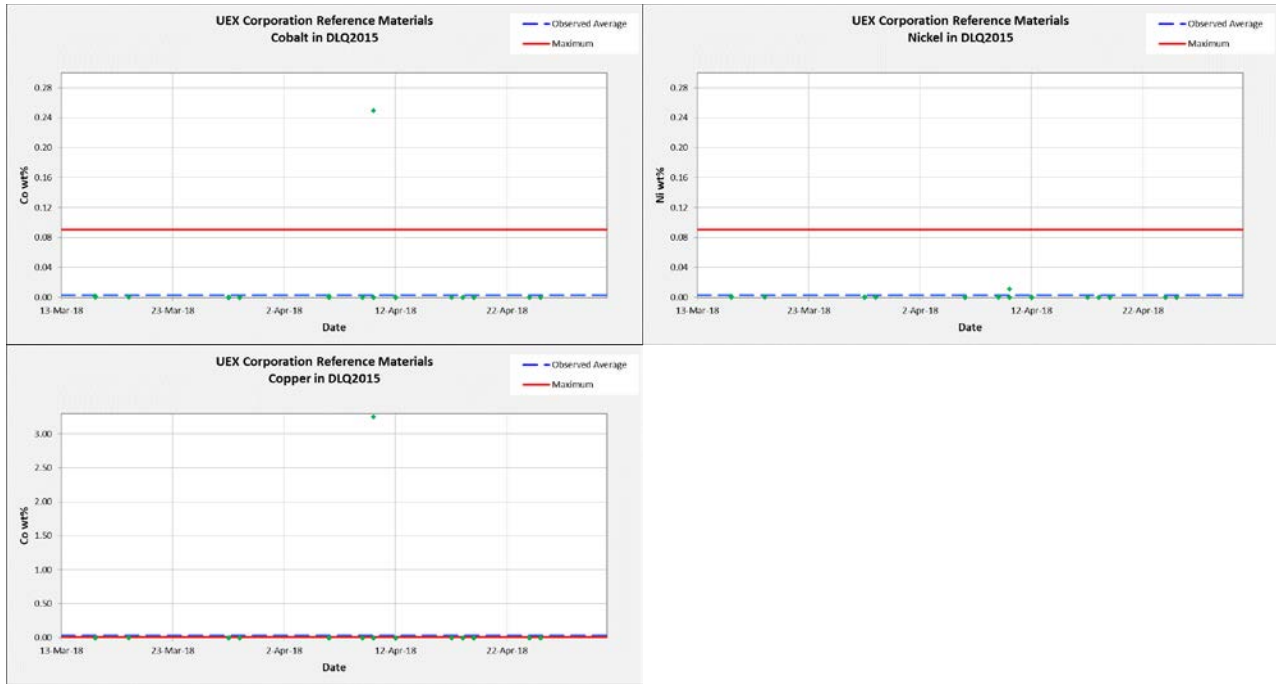 UEX Corporation Reference Materials
Cobalt in DLQ2015
Observed Average
Maximum
Co wt%
0.28
0.24
0.20
0.16
0.12
0.08
0.04
0.00
13-Mar-18 23-Mar-18 2-Apr-18 12-Apr-18 22-Apr-18
Date
UEX Corporation Reference Materials
Nickel in DLQ2015
Observed Average
Maximum
Ni wt%
0.28
0.24
0.20
0.16
0.12
0.08
0.04
0.00
13-Mar-18 23-Mar-18 2-Apr-18 12-Apr-18 22-Apr-18
Date
UEX Corporation Reference Materials
Copper in DLQ2015
Observed Average
Maximum
Co wt%
3.00
2.50
2.00
1.50
1.00
0.50
0.00
13-Mar-18 23-Mar-18 2-Apr-18 12-Apr-18 22-Apr-18
Date